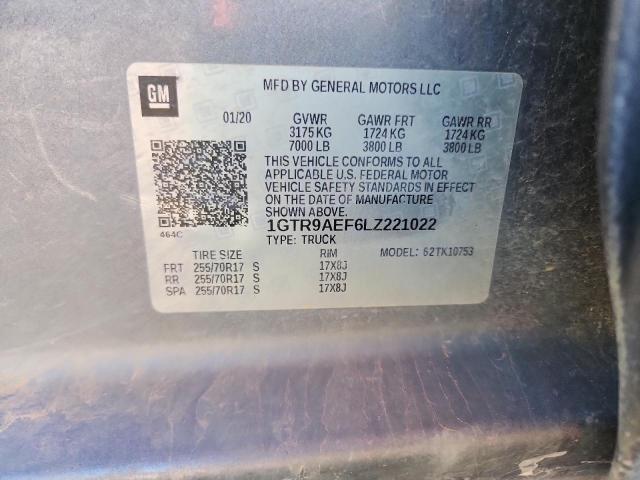 GM
MFD BY GENERAL MOTORS LLC
01/20 GVWR GAWR FRT GAWR RR
3175 KG 1724 KG 1724 KG
7000 LB 3800 LB 3800 LB
THIS VEHICLE CONFORMS TO ALL
APPLICABLE U.S. FEDERAL MOTOR
VEHICLE SAFETY STANDARDS IN EFFECT
ON THE DATE OF MANUFACTURE
SHOWN ABOVE.
464C
1GTR9AEF6LZ221022
TYPE: TRUCK
TIRE SIZE RIM MODEL: 62TK10753
FRT 255/70R17 S 17X8J
RR 255/70R17 S 17X8J
SPA 255/70R17 S 17X8J